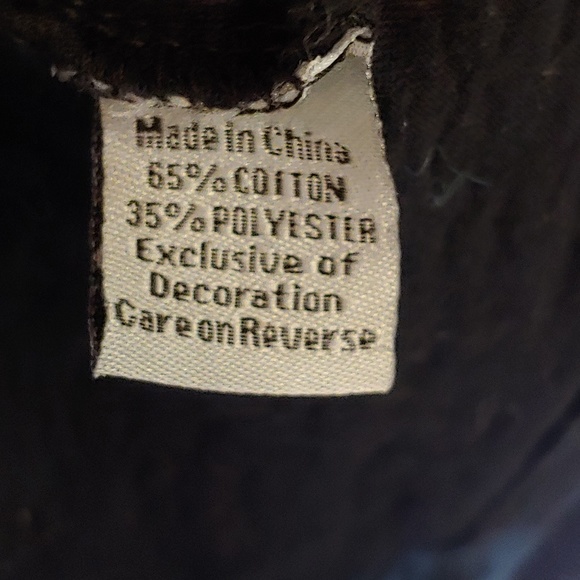 Made in China
65% COTTON
35% POLYESTER
Exclusive of
Decoration
Care on Reverse